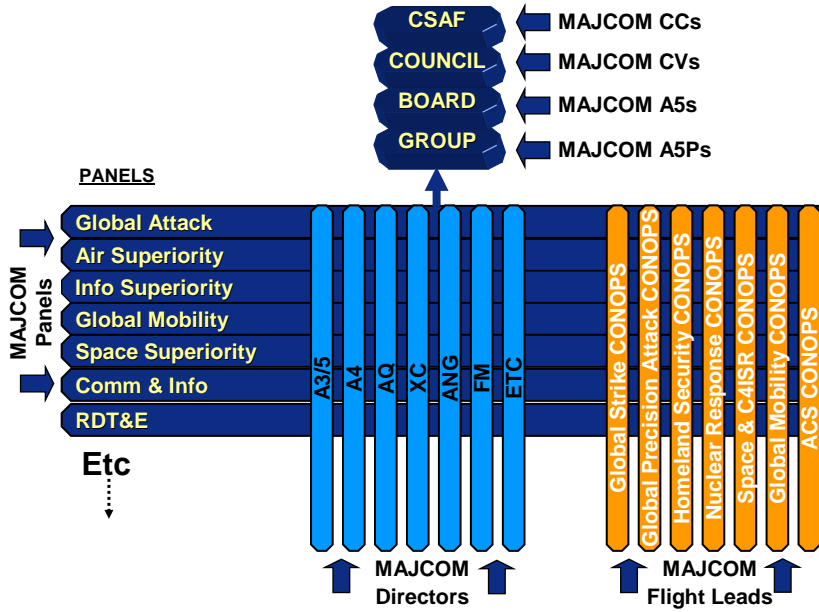 CSAF
MAJCOM CCs
COUNCIL
MAJCOM CVs
BOARD
MAJCOM A5s
GROUP
MAJCOM A5Ps
PANELS
MAJCOM
Panels
Global Attack
Air Superiority
Info Superiority
Global Mobility
Space Superiority
Comm & Info
RDT&E
Etc
A3/5
A4
AQ
XC
ANG
FM
ETC
Global Strike CONOPS
Global Precision Attack CONOPS
Homeland Security CONOPS
Nuclear Response CONOPS
Space & C4ISR CONOPS
Global Mobility CONOPS
ACS CONOPS
MAJCOM
Directors
MAJCOM
Flight Leads